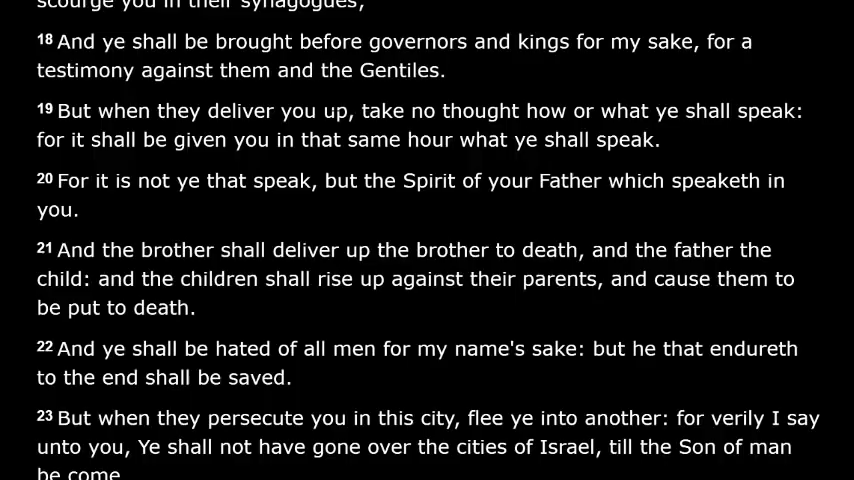 scourge you in their synagogues;
18 And ye shall be brought before governors and kings for my sake, for a
testimony against them and the Gentiles.
19 But when they deliver you up, take no thought how or what ye shall speak:
for it shall be given you in that same hour what ye shall speak.
20 For it is not ye that speak, but the Spirit of your Father which speaketh in
you.
21 And the brother shall deliver up the brother to death, and the father the
child: and the children shall rise up against their parents, and cause them to
be put to death.
22 And ye shall be hated of all men for my name's sake: but he that endureth
to the end shall be saved.
23 But when they persecute you in this city, flee ye into another: for verily I say
unto you, Ye shall not have gone over the cities of Israel, till the Son of man
be come